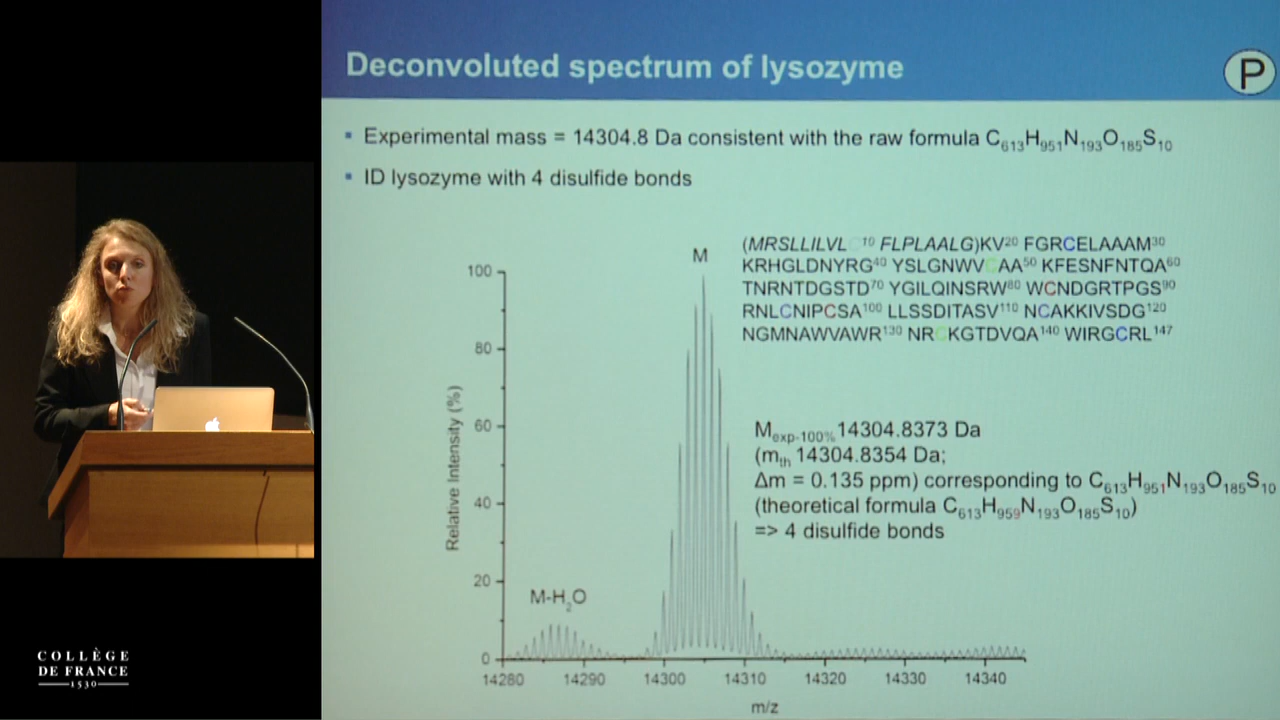 Deconvoluted spectrum of lysozyme
P
▪ Experimental mass = 14304.8 Da consistent with the raw formula C₆₁₃H₉₅₁N₁₉₃O₁₈₅S₁₀
▪ ID lysozyme with 4 disulfide bonds
(MRSLLILVLC¹⁰ FLPLAALG)KV²⁰ FGRCELAAAM³⁰
KRHGLDNYRG⁴⁰ YSLGNWVCAA⁵⁰ KFESNFNTQA⁶⁰
TNRNTDGSTD⁷⁰ YGILQINSRW⁸⁰ WCNDGRTPGS⁹⁰
RNLCNIPCSA¹⁰⁰ LLSSDITASV¹¹⁰ NCAKKIVSDG¹²⁰
NGMNAWVAWR¹³⁰ NRCKGTDVQA¹⁴⁰ WIRGCRL¹⁴⁷
M
100
80
60
40
20
0
Relative Intensity (%)
M-H₂O
Mexp-100% 14304.8373 Da
(mth 14304.8354 Da;
Δm = 0.135 ppm) corresponding to C₆₁₃H₉₅₁N₁₉₃O₁₈₅S₁₀
(theoretical formula C₆₁₃H₉₅₉N₁₉₃O₁₈₅S₁₀)
=> 4 disulfide bonds
14280 14290 14300 14310 14320 14330 14340
m/z
COLLÈGE
DE FRANCE
1530